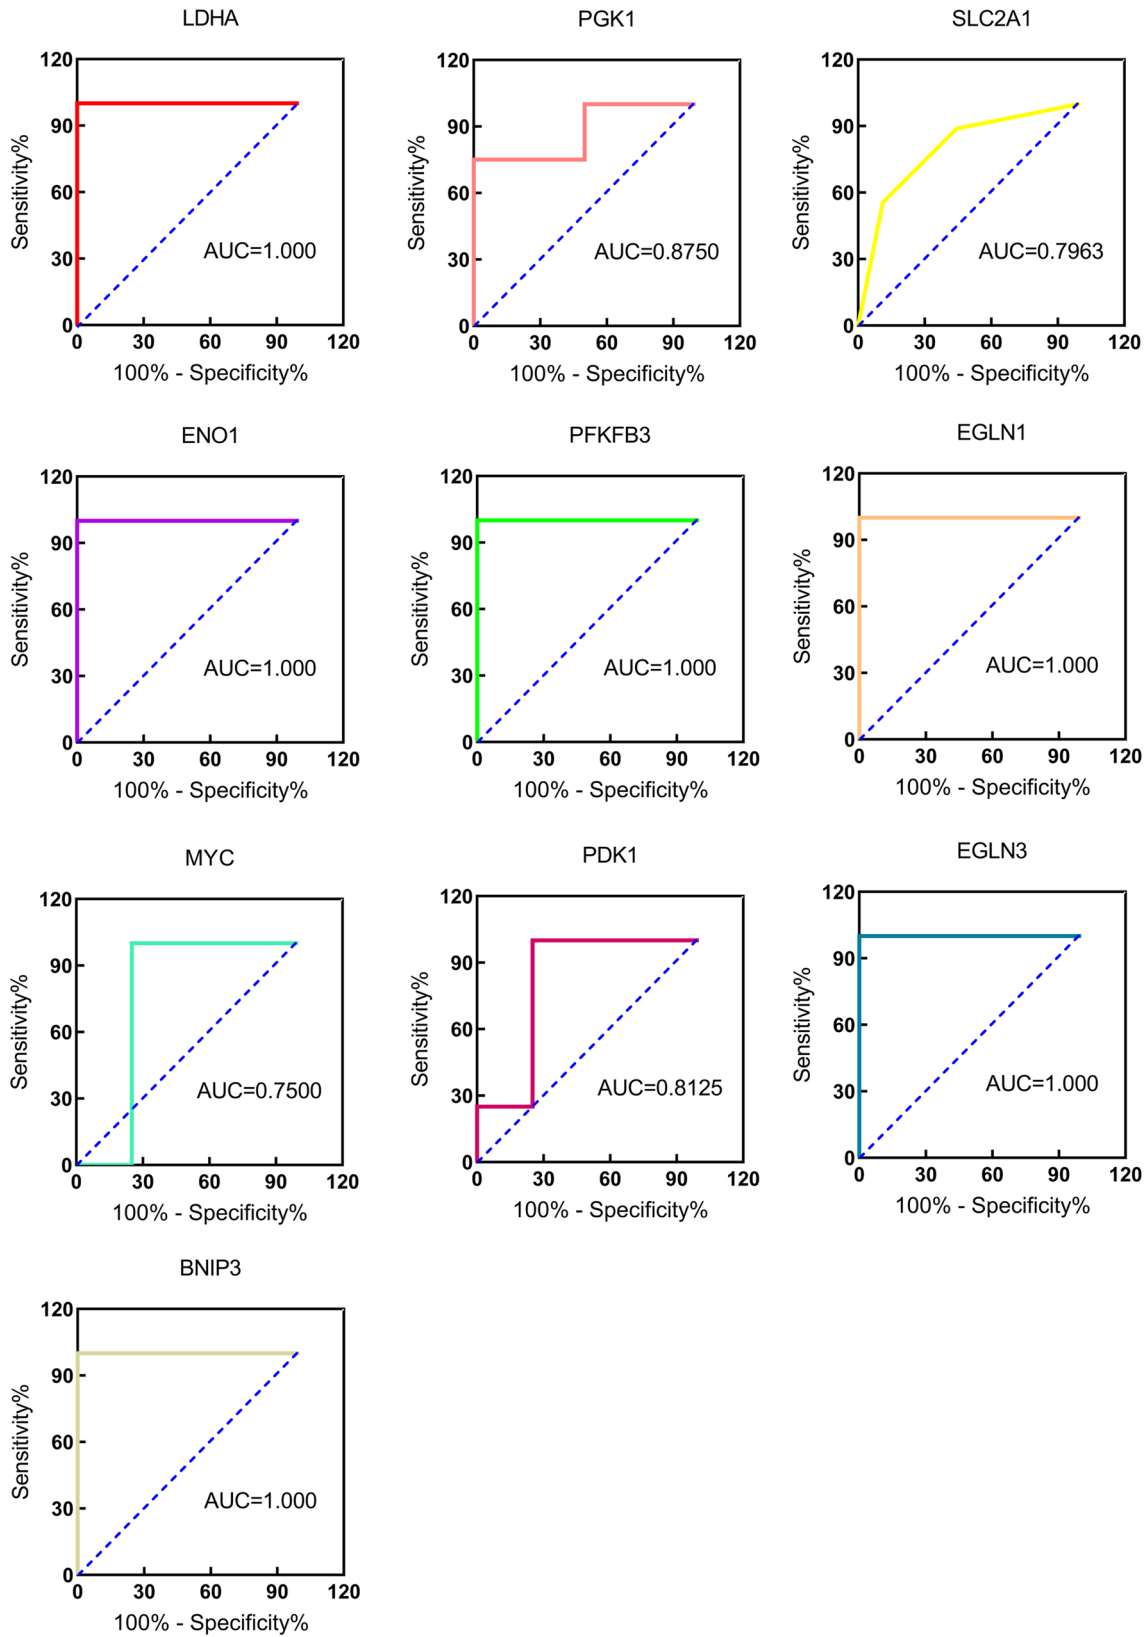 LDHA
120
90
60
30
0
Sensitivity%
AUC=1.000
0 30 60 90 120
100% - Specificity%
PGK1
120
90
60
30
0
Sensitivity%
AUC=0.8750
0 30 60 90 120
100% - Specificity%
SLC2A1
120
90
60
30
0
Sensitivity%
AUC=0.7963
0 30 60 90 120
100% - Specificity%
ENO1
120
90
60
30
0
Sensitivity%
AUC=1.000
0 30 60 90 120
100% - Specificity%
PFKFB3
120
90
60
30
0
Sensitivity%
AUC=1.000
0 30 60 90 120
100% - Specificity%
EGLN1
120
90
60
30
0
Sensitivity%
AUC=1.000
0 30 60 90 120
100% - Specificity%
MYC
120
90
60
30
0
Sensitivity%
AUC=0.7500
0 30 60 90 120
100% - Specificity%
PDK1
120
90
60
30
0
Sensitivity%
AUC=0.8125
0 30 60 90 120
100% - Specificity%
EGLN3
120
90
60
30
0
Sensitivity%
AUC=1.000
0 30 60 90 120
100% - Specificity%
BNIP3
120
90
60
30
0
Sensitivity%
AUC=1.000
0 30 60 90 120
100% - Specificity%